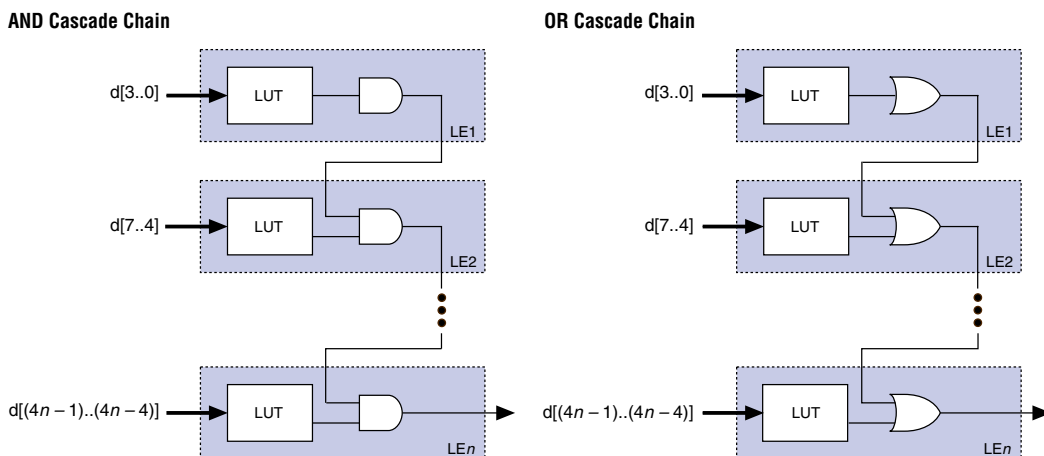 AND Cascade Chain
d[3..0]
LUT
LE1
d[7..4]
LUT
LE2
d[(4n – 1)..(4n – 4)]
LUT
LEn
OR Cascade Chain
d[3..0]
LUT
LE1
d[7..4]
LUT
LE2
d[(4n – 1)..(4n – 4)]
LUT
LEn